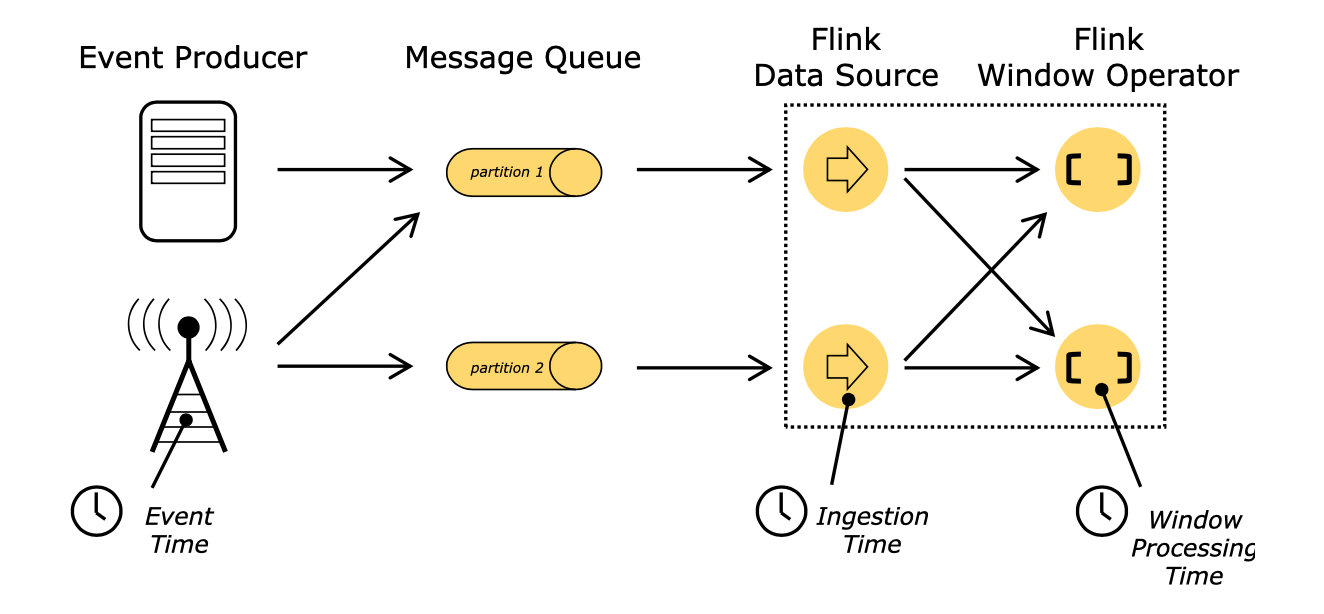 Event Producer
Message Queue
Flink
Data Source
Flink
Window Operator
partition 1
partition 2
Event
Time
Ingestion
Time
Window
Processing
Time